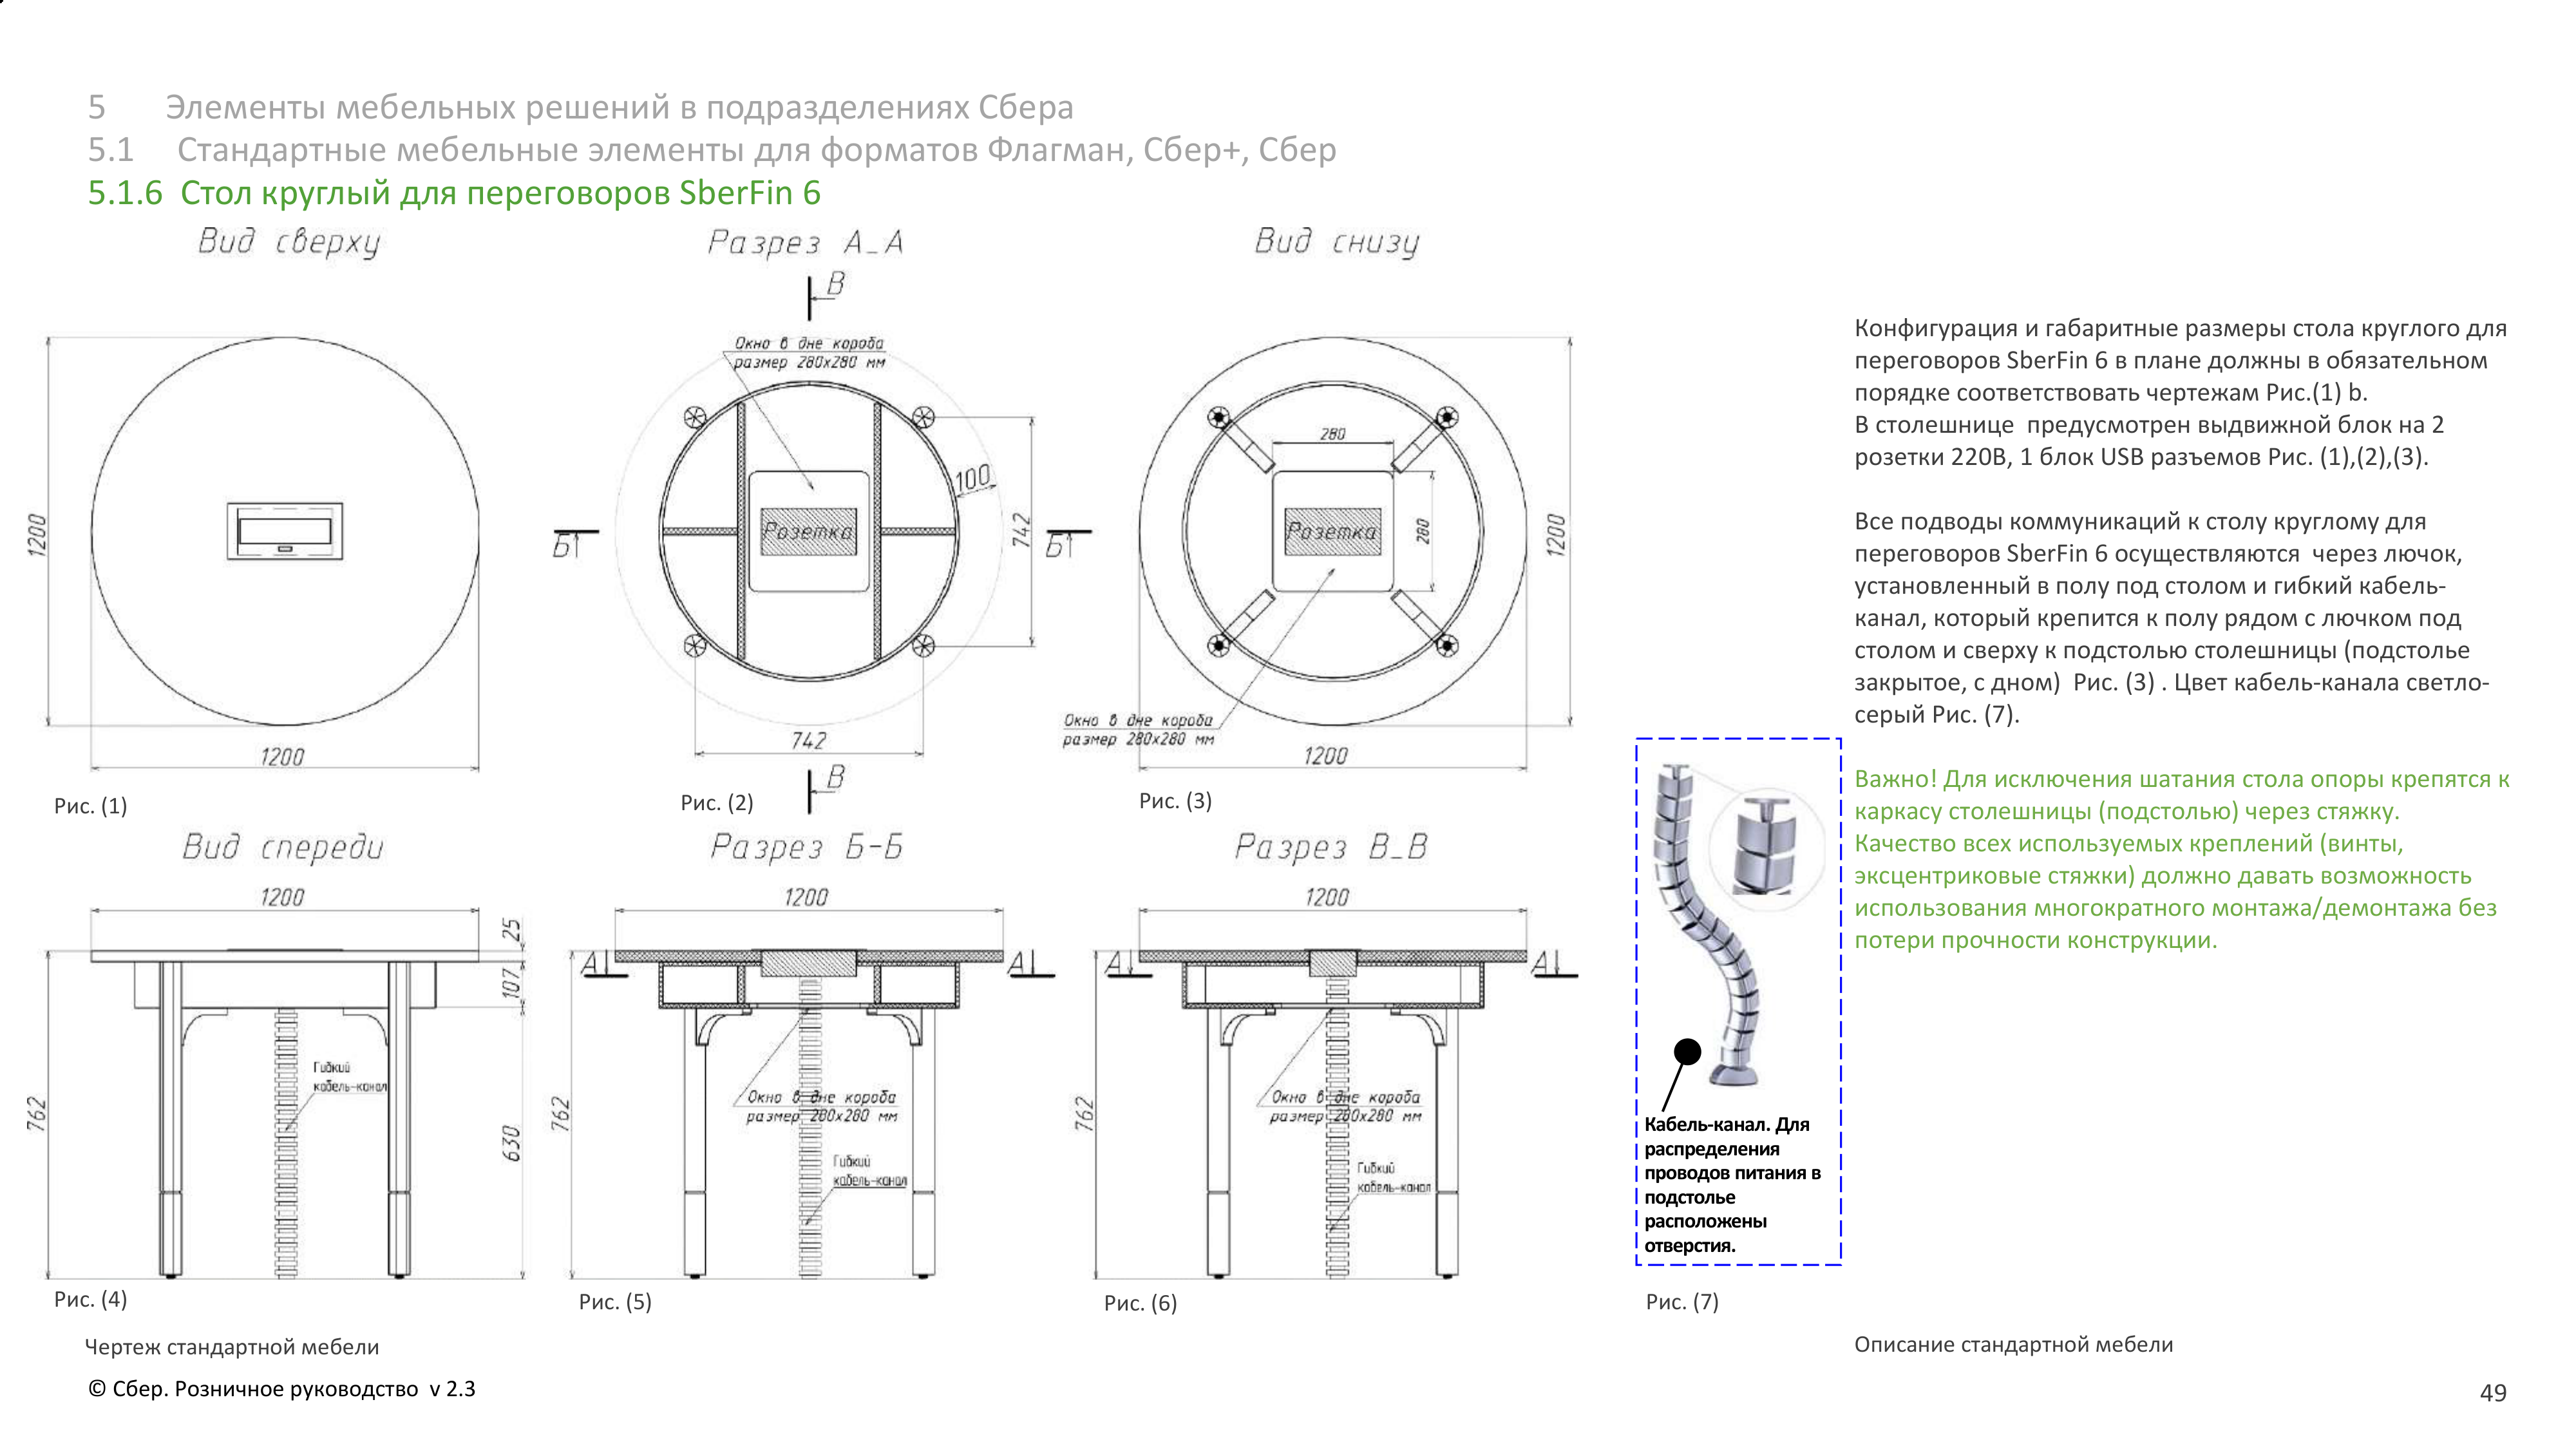 5 Элементы мебельных решений в подразделениях Сбера
5.1 Стандартные мебельные элементы для форматов Флагман, Сбер+, Сбер
5.1.6 Стол круглый для переговоров SberFin 6
Вид сверху
1200
1200
Рис. (1)
Разрез А_А
В
Окно в дне короба
размер 280х280 мм
100
Розетка
742
Б
Б
742
В
Рис. (2)
Вид снизу
280
280
Розетка
1200
Окно в дне короба
размер 280х280 мм
1200
Рис. (3)
Вид спереди
1200
25
107
Гибкий
кабель-канал
762
630
Рис. (4)
Разрез Б-Б
1200
А
А
Окно в дне короба
размер 280х280 мм
762
Гибкий
кабель-канал
Рис. (5)
Разрез В_В
1200
А
А
Окно в дне короба
размер 280х280 мм
762
Гибкий
кабель-канал
Рис. (6)
Кабель-канал. Для
распределения
проводов питания в
подстолье
расположены
отверстия.
Рис. (7)
Конфигурация и габаритные размеры стола круглого для
переговоров SberFin 6 в плане должны в обязательном
порядке соответствовать чертежам Рис.(1) b.
В столешнице предусмотрен выдвижной блок на 2
розетки 220В, 1 блок USB разъемов Рис. (1),(2),(3).
Все подводы коммуникаций к столу круглому для
переговоров SberFin 6 осуществляются через лючок,
установленный в полу под столом и гибкий кабель-
канал, который крепится к полу рядом с лючком под
столом и сверху к подстолью столешницы (подстолье
закрытое, с дном) Рис. (3) . Цвет кабель-канала светло-
серый Рис. (7).
Важно! Для исключения шатания стола опоры крепятся к
каркасу столешницы (подстолью) через стяжку.
Качество всех используемых креплений (винты,
эксцентриковые стяжки) должно давать возможность
использования многократного монтажа/демонтажа без
потери прочности конструкции.
Чертеж стандартной мебели
Описание стандартной мебели
© Сбер. Розничное руководство v 2.3
49